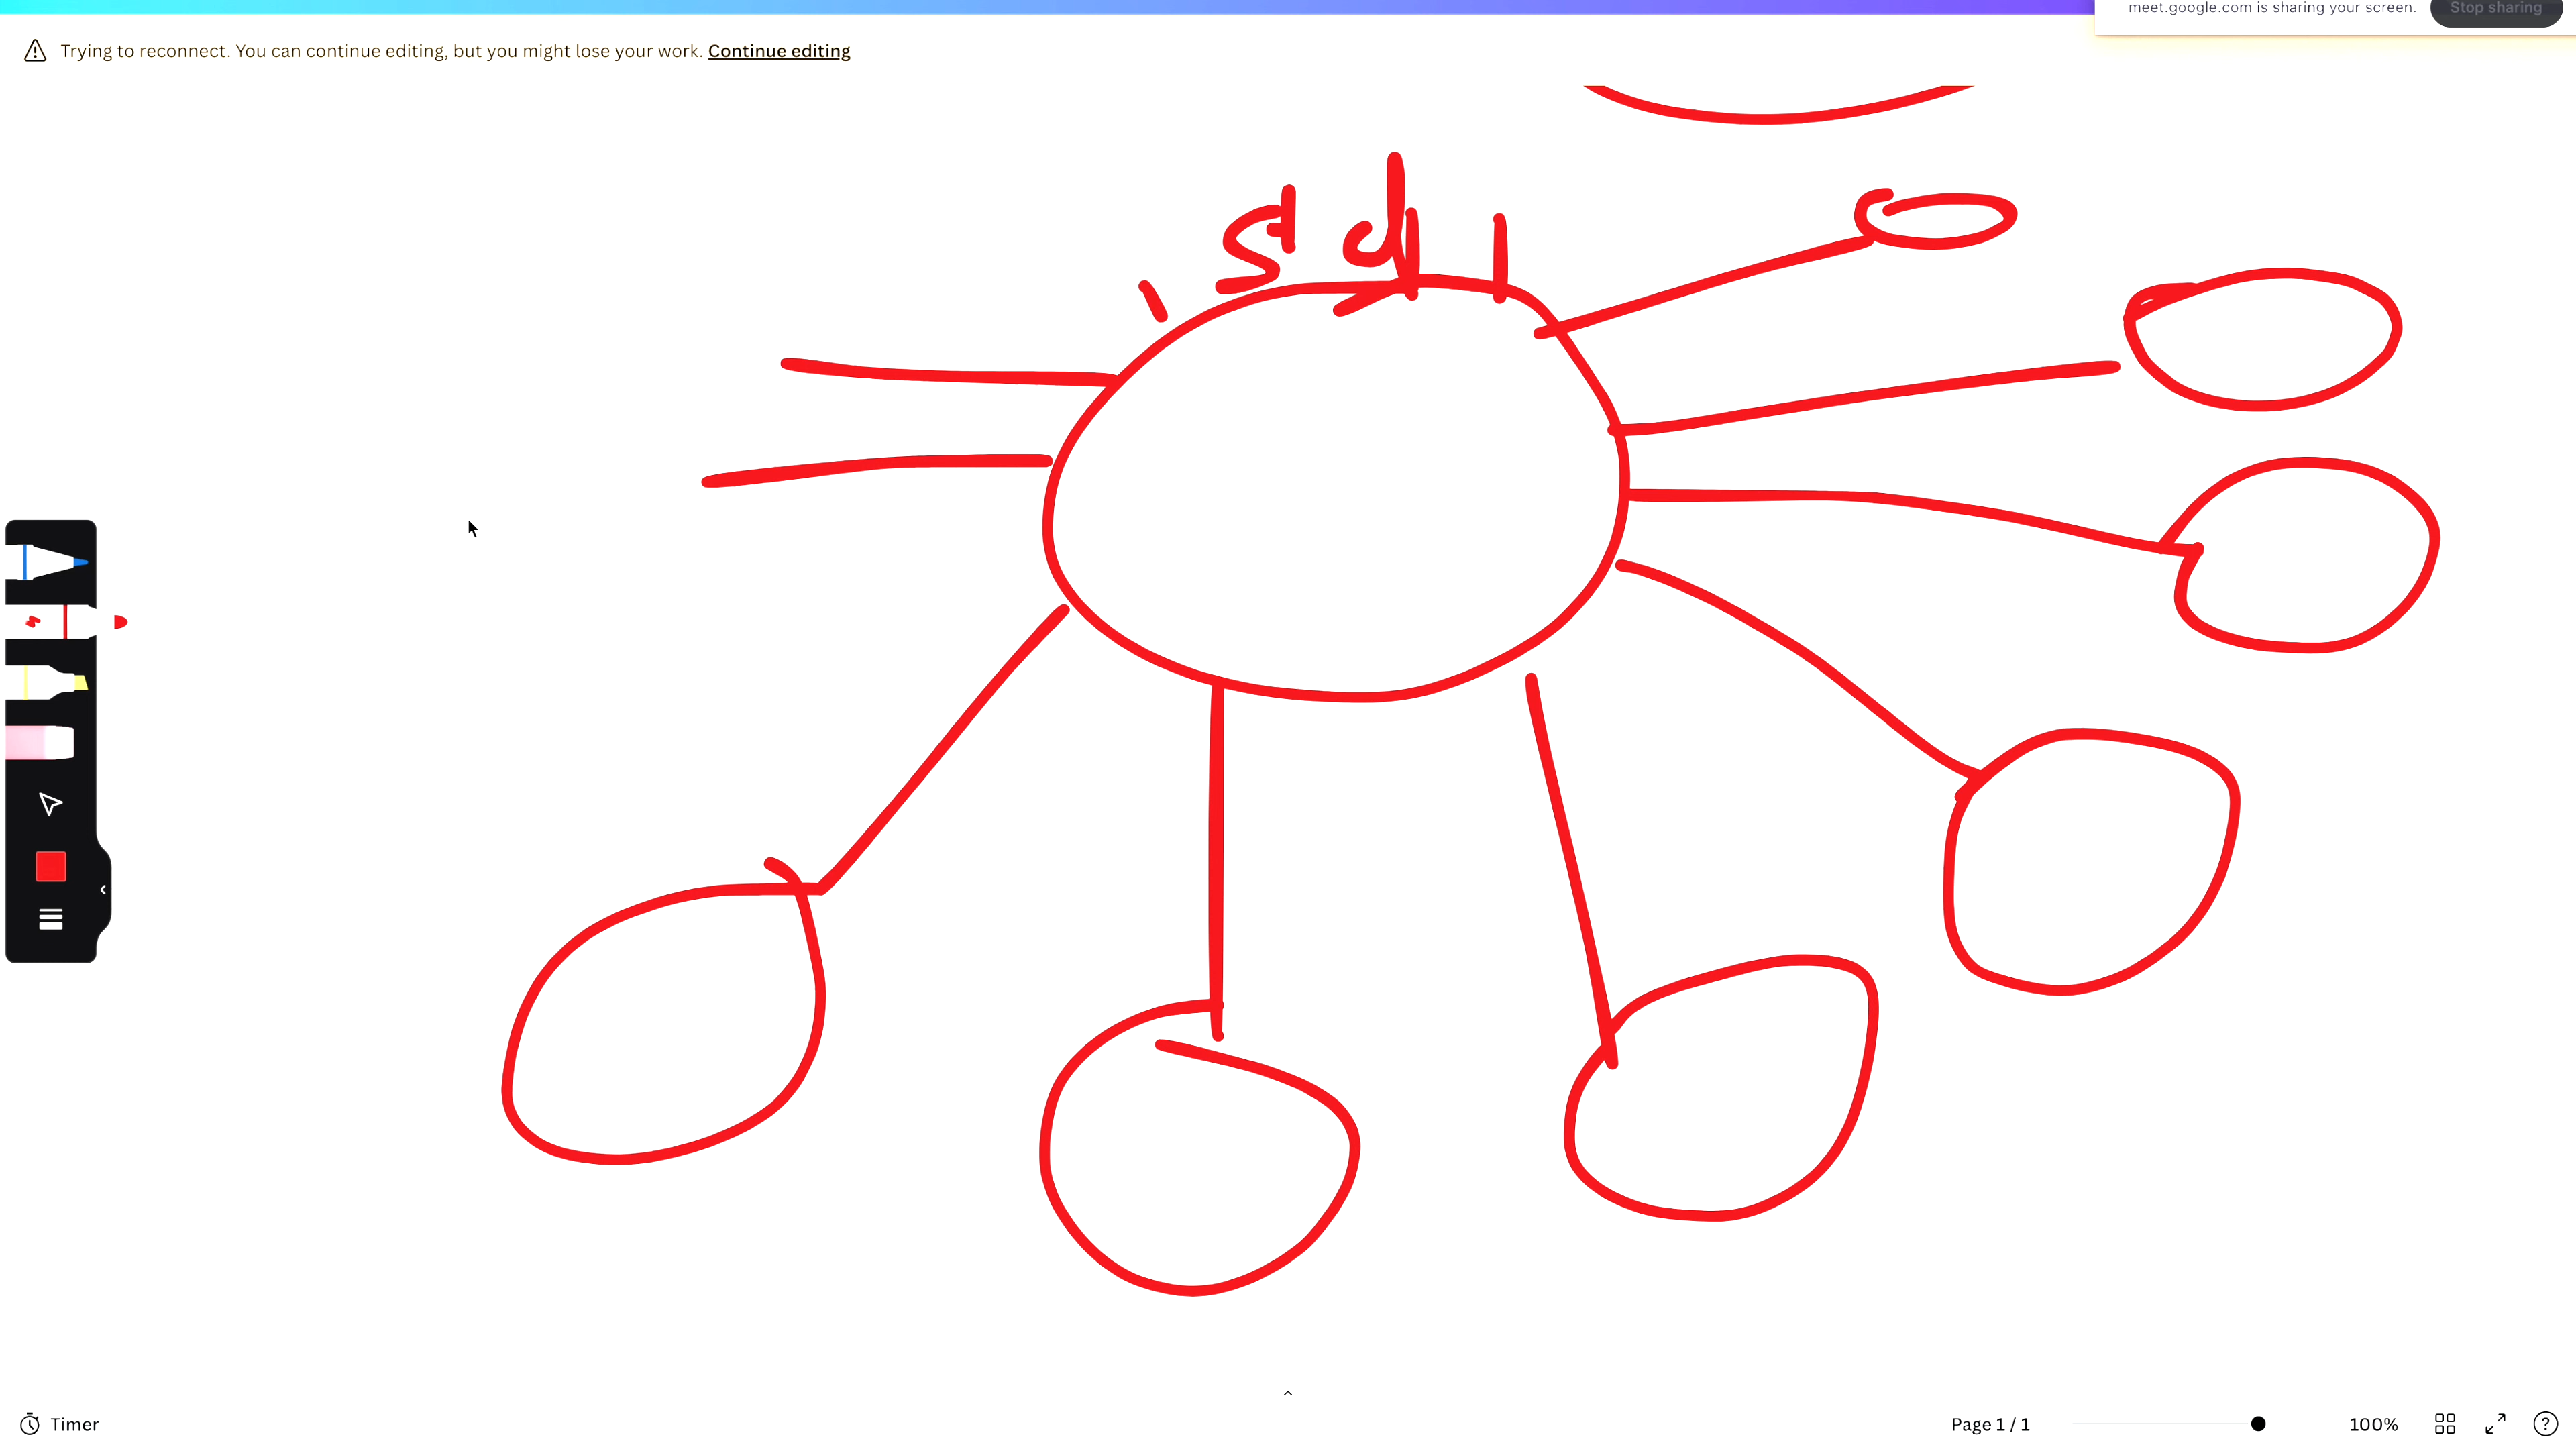 meet.google.com is sharing your screen. Stop sharing
Trying to reconnect. You can continue editing, but you might lose your work. Continue editing
Timer
Page 1 / 1
100%